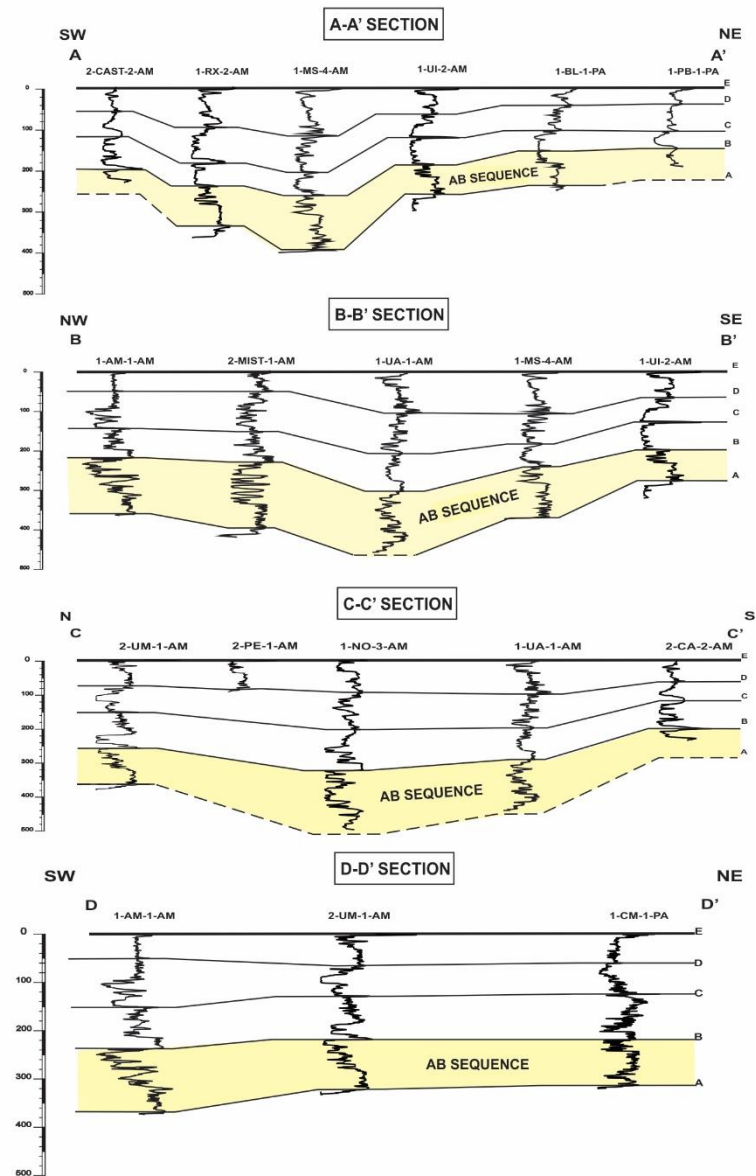 A-A' SECTION
SW NE
A A'
2-CAST-2-AM 1-RX-2-AM 1-MS-4-AM 1-UI-2-AM 1-BL-1-PA 1-PB-1-PA
0 E
D
100 C
B
200 AB SEQUENCE A
300
400
500
B-B' SECTION
NW SE
B B'
1-AM-1-AM 2-MIST-1-AM 1-UA-1-AM 1-MS-4-AM 1-UI-2-AM
0 E
D
100 C
B
200
A
300 AB SEQUENCE
400
500
C-C' SECTION
N S
C C'
2-UM-1-AM 2-PE-1-AM 1-NO-3-AM 1-UA-1-AM 2-CA-2-AM
0 E
D
100 C
B
200
A
300
AB SEQUENCE
400
500
D-D' SECTION
SW NE
D D'
1-AM-1-AM 2-UM-1-AM 1-CM-1-PA
0 E
D
100
C
200 B
AB SEQUENCE
300 A
400
500